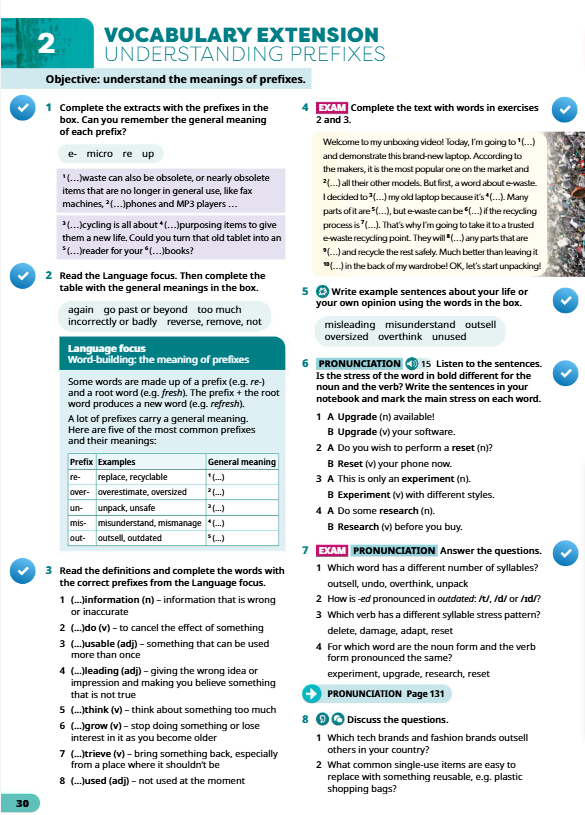 2
VOCABULARY EXTENSION
UNDERSTANDING PREFIXES
Objective: understand the meanings of prefixes.
1 Complete the extracts with the prefixes in the
box. Can you remember the general meaning
of each prefix?
e- micro re up
¹(...)waste can also be obsolete, or nearly obsolete
items that are no longer in general use, like fax
machines, ²(...)phones and MP3 players ...
³(...)cycling is all about ⁴(...)purposing items to give
them a new life. Could you turn that old tablet into an
⁵(...)reader for your ⁶(...)books?
2 Read the Language focus. Then complete the
table with the general meanings in the box.
again go past or beyond too much
incorrectly or badly reverse, remove, not
Language focus
Word-building: the meaning of prefixes
Some words are made up of a prefix (e.g. re-)
and a root word (e.g. fresh). The prefix + the root
word produces a new word (e.g. refresh).
A lot of prefixes carry a general meaning.
Here are five of the most common prefixes
and their meanings:
Prefix Examples General meaning
re- replace, recyclable ¹(...)
over- overestimate, oversized ²(...)
un- unpack, unsafe ³(...)
mis- misunderstand, mismanage ⁴(...)
out- outsell, outdated ⁵(...)
3 Read the definitions and complete the words with
the correct prefixes from the Language focus.
1 (...)information (n) – information that is wrong
or inaccurate
2 (...)do (v) – to cancel the effect of something
3 (...)usable (adj) – something that can be used
more than once
4 (...)leading (adj) – giving the wrong idea or
impression and making you believe something
that is not true
5 (...)think (v) – think about something too much
6 (...)grow (v) – stop doing something or lose
interest in it as you become older
7 (...)trieve (v) – bring something back, especially
from a place where it shouldn't be
8 (...)used (adj) – not used at the moment
30
4 EXAM Complete the text with words in exercises
2 and 3.
Welcome to my unboxing video! Today, I'm going to ¹(...)
and demonstrate this brand-new laptop. According to
the makers, it is the most popular one on the market and
²(...) all their other models. But first, a word about e-waste.
I decided to ³(...) my old laptop because it's ⁴(...). Many
parts of it are ⁵(...), but e-waste can be ⁶(...) if the recycling
process is ⁷(...). That's why I'm going to take it to a trusted
e-waste recycling point. They will ⁸(...) any parts that are
⁹(...) and recycle the rest safely. Much better than leaving it
¹⁰(...) in the back of my wardrobe! OK, let's start unpacking!
5 Write example sentences about your life or
your own opinion using the words in the box.
misleading misunderstand outsell
oversized overthink unused
6 PRONUNCIATION 15 Listen to the sentences.
Is the stress of the word in bold different for the
noun and the verb? Write the sentences in your
notebook and mark the main stress on each word.
1 A Upgrade (n) available!
B Upgrade (v) your software.
2 A Do you wish to perform a reset (n)?
B Reset (v) your phone now.
3 A This is only an experiment (n).
B Experiment (v) with different styles.
4 A Do some research (n).
B Research (v) before you buy.
7 EXAM PRONUNCIATION Answer the questions.
1 Which word has a different number of syllables?
outsell, undo, overthink, unpack
2 How is -ed pronounced in outdated: /t/, /d/ or /ɪd/?
3 Which verb has a different syllable stress pattern?
delete, damage, adapt, reset
4 For which word are the noun form and the verb
form pronounced the same?
experiment, upgrade, research, reset
PRONUNCIATION Page 131
8 Discuss the questions.
1 Which tech brands and fashion brands outsell
others in your country?
2 What common single-use items are easy to
replace with something reusable, e.g. plastic
shopping bags?